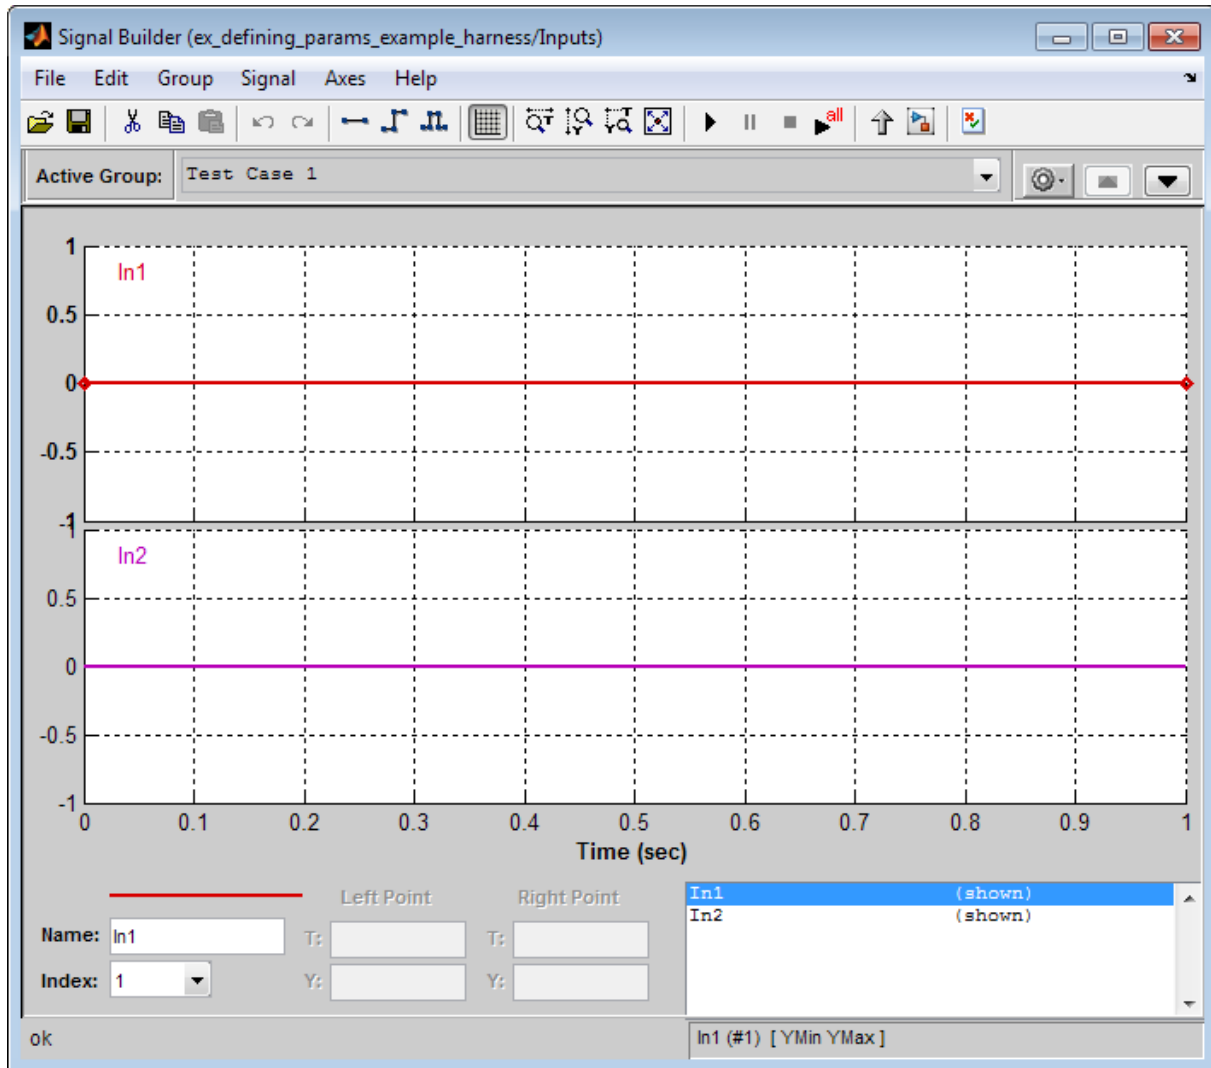 Signal Builder (ex_defining_params_example_harness/Inputs)
File Edit Group Signal Axes Help
all
Active Group: Test Case 1
1
In1
0.5
0
-0.5
-1
1
In2
0.5
0
-0.5
-1
0 0.1 0.2 0.3 0.4 0.5 0.6 0.7 0.8 0.9 1
Time (sec)
Left Point Right Point
Name: In1 T: T:
Index: 1 Y: Y:
In1 (shown)
In2 (shown)
ok
In1 (#1) [ YMin YMax ]